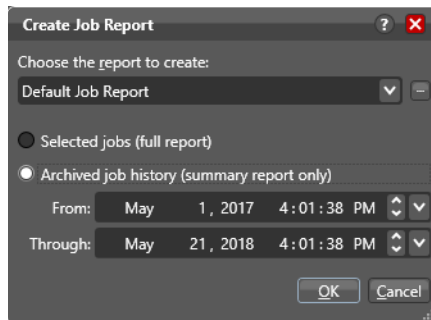 Create Job Report ?
Choose the report to create:
Default Job Report
Selected jobs (full report)
Archived job history (summary report only)
From: May 1, 2017 4:01:38 PM
Through: May 21, 2018 4:01:38 PM
OK Cancel